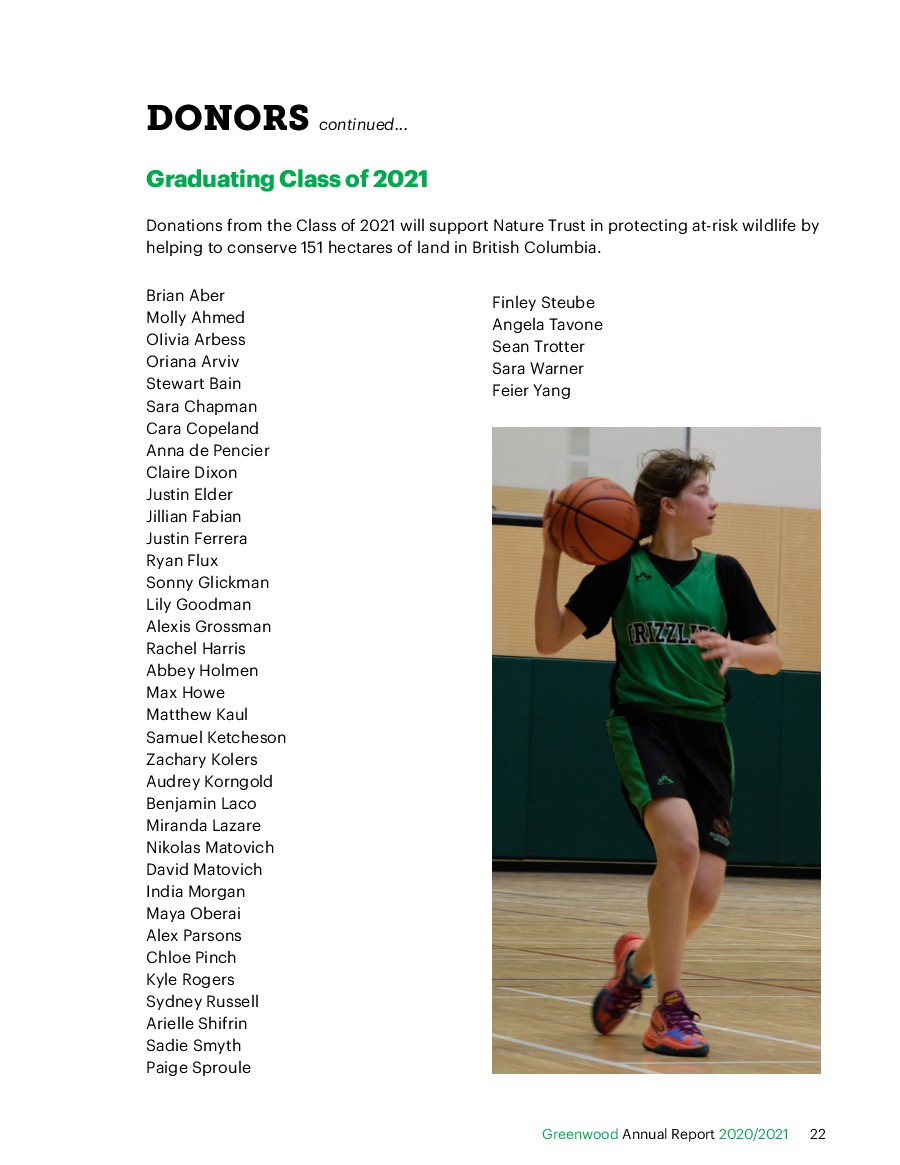 DONORS continued...
Graduating Class of 2021
Donations from the Class of 2021 will support Nature Trust in protecting at-risk wildlife by
helping to conserve 151 hectares of land in British Columbia.
Brian Aber
Molly Ahmed
Olivia Arbess
Oriana Arviv
Stewart Bain
Sara Chapman
Cara Copeland
Anna de Pencier
Claire Dixon
Justin Elder
Jillian Fabian
Justin Ferrera
Ryan Flux
Sonny Glickman
Lily Goodman
Alexis Grossman
Rachel Harris
Abbey Holmen
Max Howe
Matthew Kaul
Samuel Ketcheson
Zachary Kolers
Audrey Korngold
Benjamin Laco
Miranda Lazare
Nikolas Matovich
David Matovich
India Morgan
Maya Oberai
Alex Parsons
Chloe Pinch
Kyle Rogers
Sydney Russell
Arielle Shifrin
Sadie Smyth
Paige Sproule
Finley Steube
Angela Tavone
Sean Trotter
Sara Warner
Feier Yang
GRIZZLIES
Greenwood Annual Report 2020/2021 22